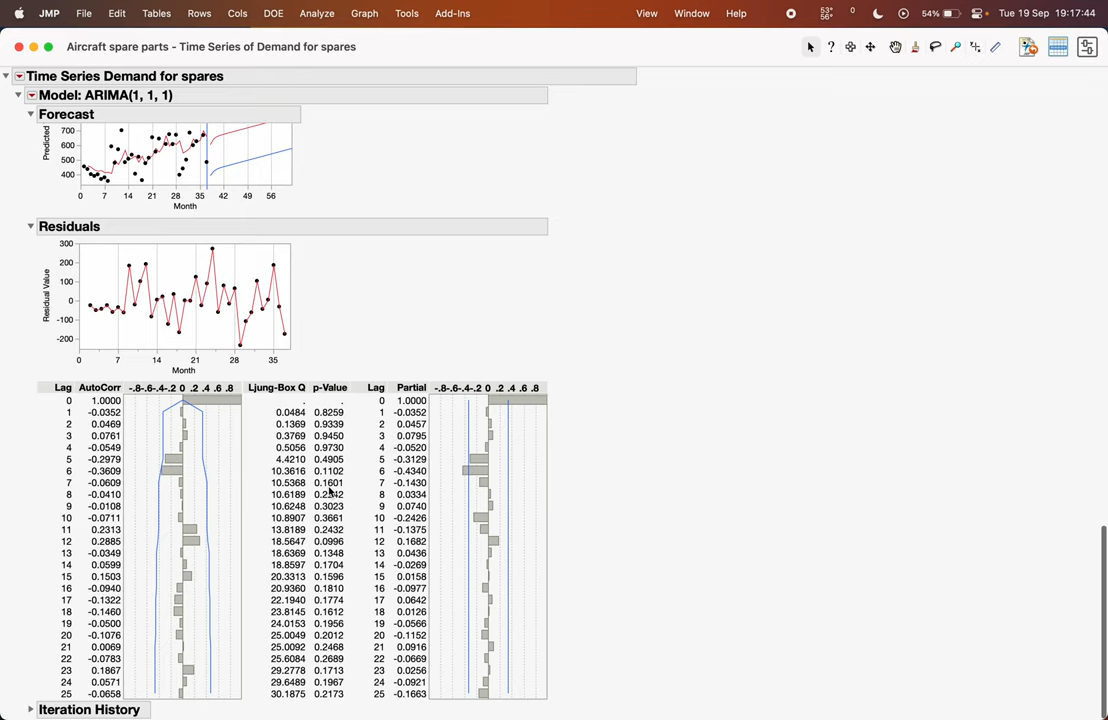 JMP File Edit Tables Rows Cols DOE Analyze Graph Tools Add-Ins View Window Help 53° 56° 0 54% Tue 19 Sep 19:17:44
Aircraft spare parts - Time Series of Demand for spares
Time Series Demand for spares
Model: ARIMA(1, 1, 1)
Forecast
Predicted
700
600
500
400
0 7 14 21 28 35 42 49 56
Month
Residuals
Residual Value
300
200
100
0
-100
-200
0 7 14 21 28 35
Month
Lag AutoCorr -.8-.6-.4-.2 0 .2 .4 .6 .8 Ljung-Box Q p-Value Lag Partial -.8-.6-.4-.2 0 .2 .4 .6 .8
0 1.0000 . . 0 1.0000
1 -0.0352 0.0484 0.8259 1 -0.0352
2 0.0469 0.1369 0.9339 2 0.0457
3 0.0761 0.3769 0.9450 3 0.0795
4 -0.0549 0.5056 0.9730 4 -0.0520
5 -0.2979 4.4210 0.4905 5 -0.3129
6 -0.3609 10.3616 0.1102 6 -0.4340
7 -0.0609 10.5368 0.1601 7 -0.1430
8 -0.0410 10.6189 8 0.0334
9 -0.0108 10.6248 0.3023 9 0.0740
10 -0.0711 10.8907 0.3661 10 -0.2426
11 0.2313 13.8189 0.2432 11 -0.1375
12 0.2885 18.5647 0.0996 12 0.1682
13 -0.0349 18.6369 0.1348 13 0.0436
14 0.0599 18.8597 0.1704 14 -0.0269
15 0.1503 20.3313 0.1596 15 0.0158
16 -0.0940 20.9360 0.1810 16 -0.0977
17 -0.1322 22.1940 0.1774 17 0.0642
18 -0.1460 23.8145 0.1612 18 0.0126
19 -0.0500 24.0153 0.1956 19 -0.0566
20 -0.1076 25.0049 0.2012 20 -0.1152
21 0.0069 25.0092 0.2468 21 0.0916
22 -0.0783 25.6084 0.2689 22 -0.0669
23 0.1867 29.2778 0.1713 23 0.0256
24 0.0571 29.6489 0.1967 24 -0.0921
25 -0.0658 30.1875 0.2173 25 -0.1663
Iteration History